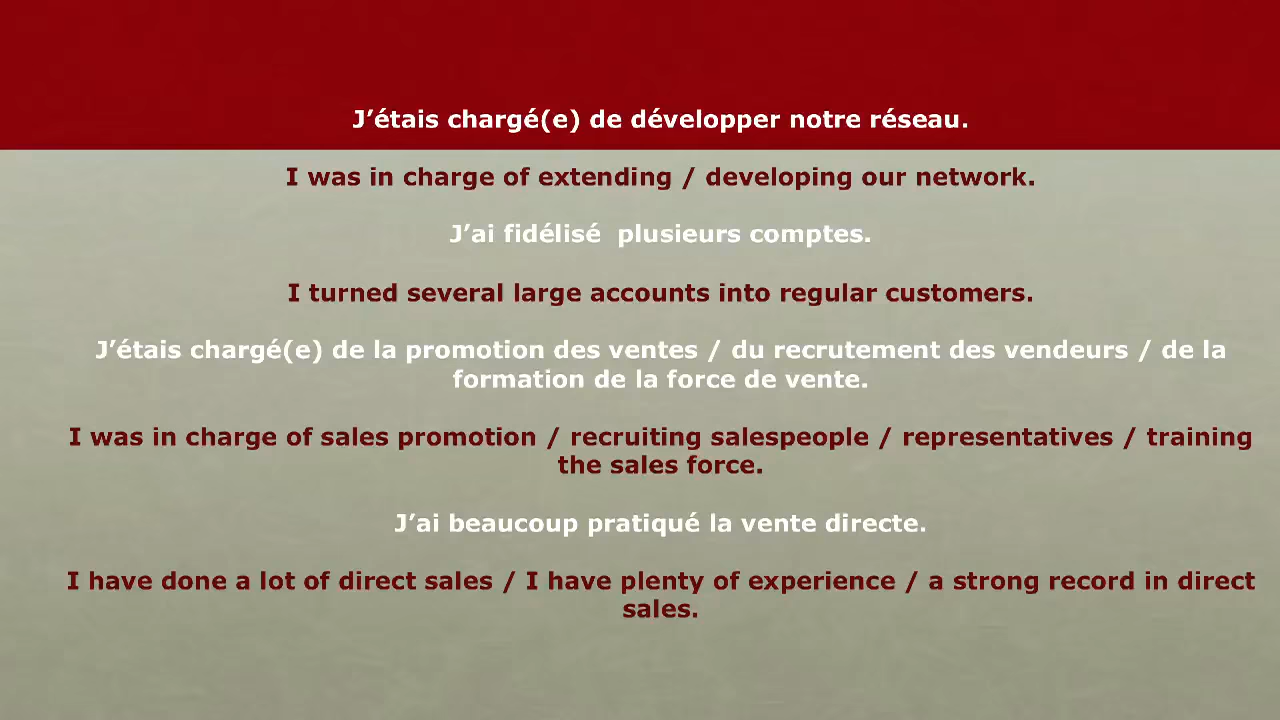 J’étais chargé(e) de développer notre réseau.
I was in charge of extending / developing our network.
J’ai fidélisé  plusieurs comptes.
I turned several large accounts into regular customers.
J’étais chargé(e) de la promotion des ventes / du recrutement des vendeurs / de la
formation de la force de vente.
I was in charge of sales promotion / recruiting salespeople / representatives / training
the sales force.
J’ai beaucoup pratiqué la vente directe.
I have done a lot of direct sales / I have plenty of experience / a strong record in direct
sales.